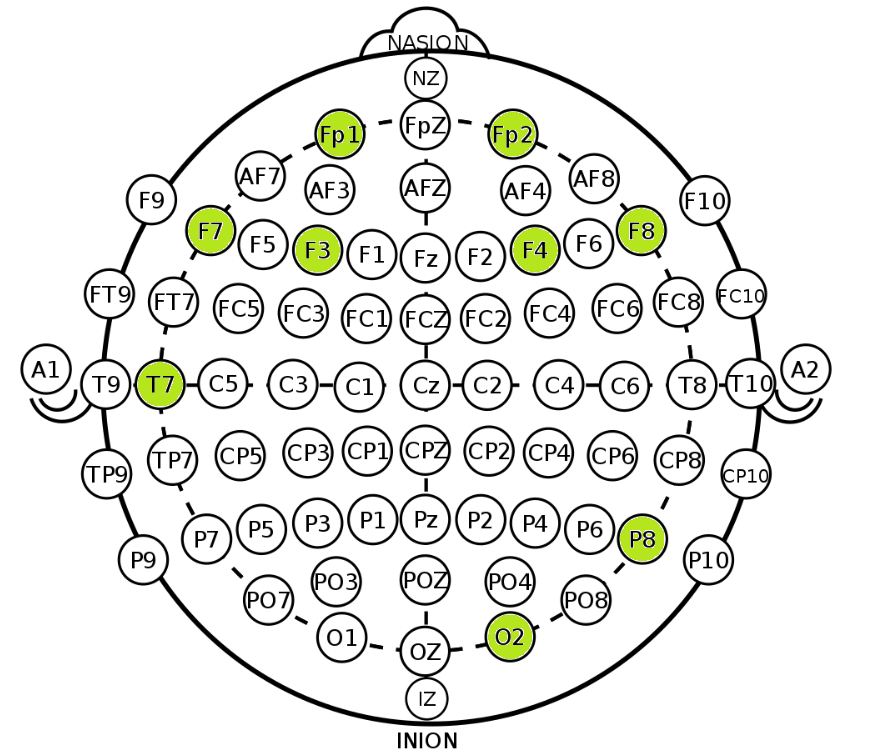 NASION
NZ
Fp1 FpZ Fp2
AF7 AF3 AFZ AF4 AF8
F9 F7 F5 F3 F1 Fz F2 F4 F6 F8 F10
FT9 FT7 FC5 FC3 FC1 FCZ FC2 FC4 FC6 FC8 FC10
A1 T9 T7 C5 C3 C1 Cz C2 C4 C6 T8 T10 A2
TP9 TP7 CP5 CP3 CP1 CPZ CP2 CP4 CP6 CP8 CP10
P9 P7 P5 P3 P1 Pz P2 P4 P6 P8 P10
PO7 PO3 POZ PO4 PO8
O1 OZ O2
IZ
INION